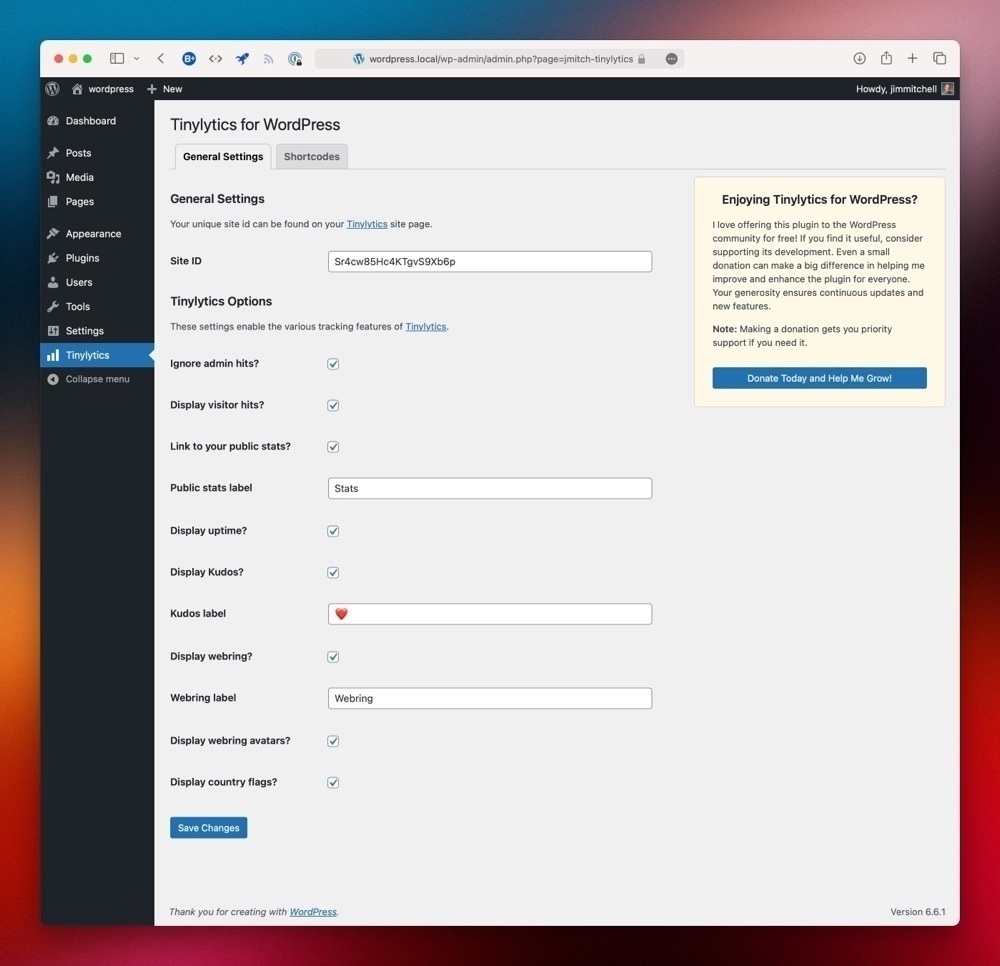 wordpress.local/wp-admin/admin.php?page=jmitch-tinylytics
wordpress
New
Howdy, jimmitchell
Dashboard
Posts
Media
Pages
Appearance
Plugins
Users
Tools
Settings
Tinylytics
Collapse menu
Tinylytics for WordPress
General Settings
Shortcodes
General Settings
Your unique site id can be found on your Tinylytics site page.
Site ID
Sr4cw85Hc4KTgvS9Xb6p
Tinylytics Options
These settings enable the various tracking features of Tinylytics.
Ignore admin hits?
Display visitor hits?
Link to your public stats?
Public stats label
Stats
Display uptime?
Display Kudos?
Kudos label
❤️
Display webring?
Webring label
Webring
Display webring avatars?
Display country flags?
Save Changes
Enjoying Tinylytics for WordPress?
I love offering this plugin to the WordPress
community for free! If you find it useful, consider
supporting its development. Even a small
donation can make a big difference in helping me
improve and enhance the plugin for everyone.
Your generosity ensures continuous updates and
new features.
Note: Making a donation gets you priority
support if you need it.
Donate Today and Help Me Grow!
Thank you for creating with WordPress.
Version 6.6.1